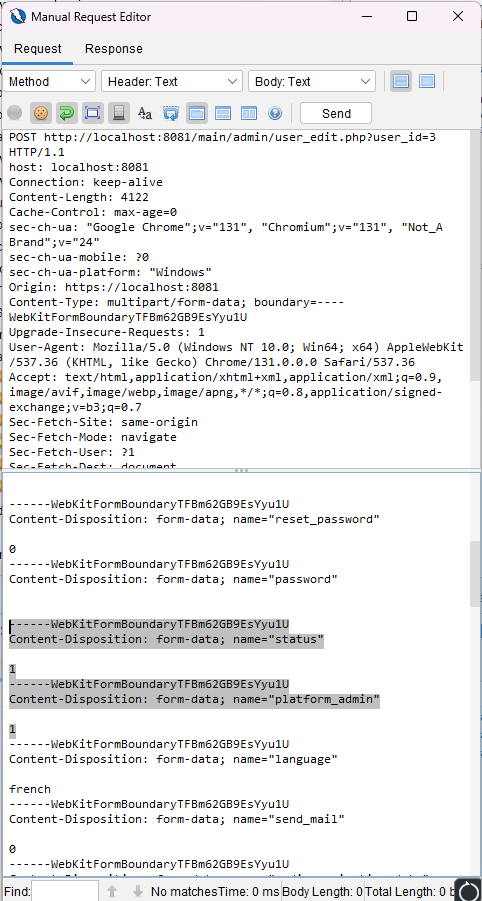 Manual Request Editor
Request Response
Method Header: Text Body: Text
Aa Send
POST http://localhost:8081/main/admin/user_edit.php?user_id=3
HTTP/1.1
host: localhost:8081
Connection: keep-alive
Content-Length: 4122
Cache-Control: max-age=0
sec-ch-ua: "Google Chrome";v="131", "Chromium";v="131", "Not_A
Brand";v="24"
sec-ch-ua-mobile: ?0
sec-ch-ua-platform: "Windows"
Origin: https://localhost:8081
Content-Type: multipart/form-data; boundary=----
WebKitFormBoundaryTFBm62GB9EsYyu1U
Upgrade-Insecure-Requests: 1
User-Agent: Mozilla/5.0 (Windows NT 10.0; Win64; x64) AppleWebKit
/537.36 (KHTML, like Gecko) Chrome/131.0.0.0 Safari/537.36
Accept: text/html,application/xhtml+xml,application/xml;q=0.9,
image/avif,image/webp,image/apng,*/*;q=0.8,application/signed-
exchange;v=b3;q=0.7
Sec-Fetch-Site: same-origin
Sec-Fetch-Mode: navigate
Sec-Fetch-User: ?1
Sec-Fetch-Dest: document
------WebKitFormBoundaryTFBm62GB9EsYyu1U
Content-Disposition: form-data; name="reset_password"
0
------WebKitFormBoundaryTFBm62GB9EsYyu1U
Content-Disposition: form-data; name="password"
------WebKitFormBoundaryTFBm62GB9EsYyu1U
Content-Disposition: form-data; name="status"
1
------WebKitFormBoundaryTFBm62GB9EsYyu1U
Content-Disposition: form-data; name="platform_admin"
1
------WebKitFormBoundaryTFBm62GB9EsYyu1U
Content-Disposition: form-data; name="language"
french
------WebKitFormBoundaryTFBm62GB9EsYyu1U
Content-Disposition: form-data; name="send_mail"
0
------WebKitFormBoundaryTFBm62GB9EsYyu1U
Find: No matches Time: 0 ms Body Length: 0 Total Length: 0 b